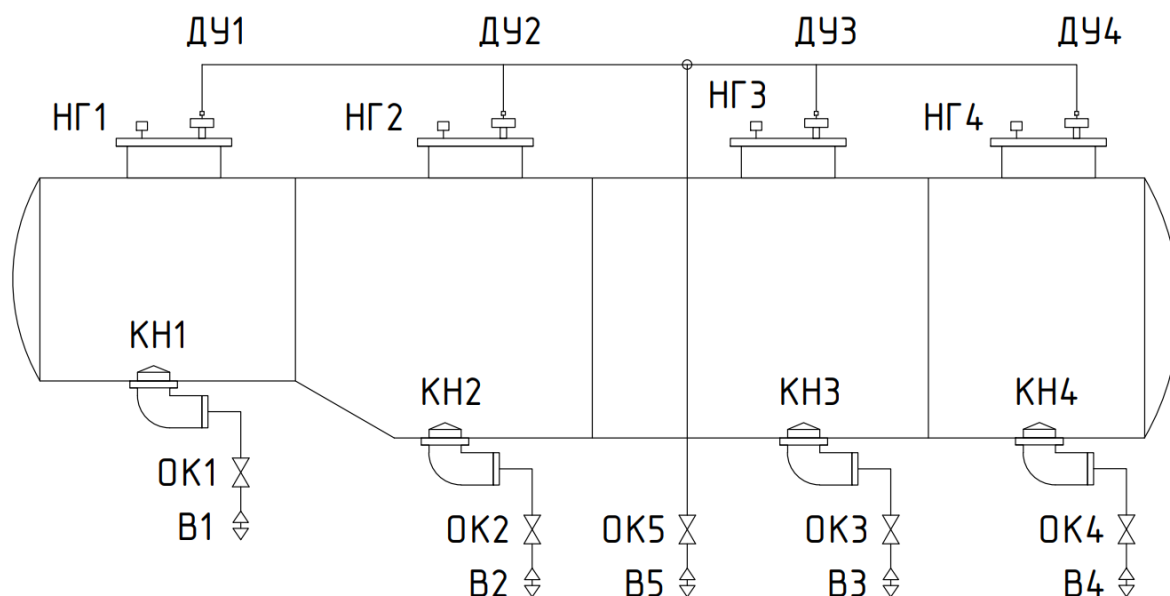 ДУ1 ДУ2 ДУ3 ДУ4
НГ1 НГ2 НГ3 НГ4
КН1 КН2 КН3 КН4
ОК1 ОК2 ОК5 ОК3 ОК4
В1 В2 В5 В3 В4